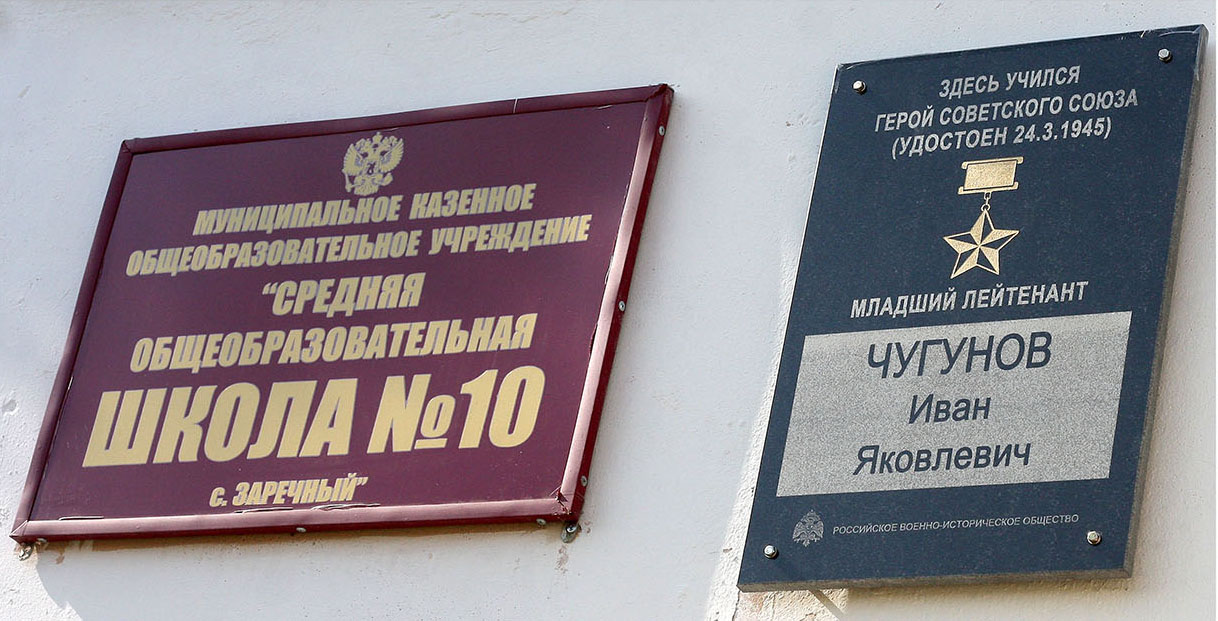 МУНИЦИПАЛЬНОЕ КАЗЕННОЕ
ОБЩЕОБРАЗОВАТЕЛЬНОЕ УЧРЕЖДЕНИЕ
“СРЕДНЯЯ
ОБЩЕОБРАЗОВАТЕЛЬНАЯ
ШКОЛА №10
с. ЗАРЕЧНЫЙ”
ЗДЕСЬ УЧИЛСЯ
ГЕРОЙ СОВЕТСКОГО СОЮЗА
(УДОСТОЕН 24.3.1945)
МЛАДШИЙ ЛЕЙТЕНАНТ
ЧУГУНОВ
Иван
Яковлевич
РОССИЙСКОЕ ВОЕННО-ИСТОРИЧЕСКОЕ ОБЩЕСТВО